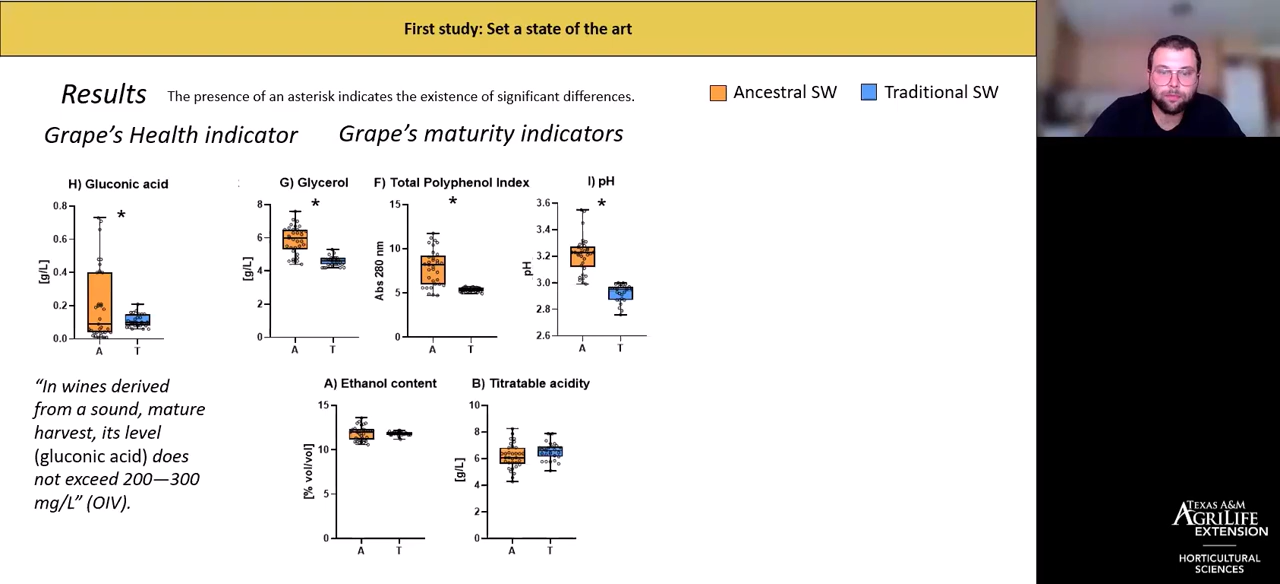 First study: Set a state of the art
Results The presence of an asterisk indicates the existence of significant differences.
Ancestral SW Traditional SW
Grape’s Health indicator Grape’s maturity indicators
H) Gluconic acid
*
[g/L]
0.8
0.6
0.4
0.2
0.0
A T
G) Glycerol
*
[g/L]
8
6
4
2
0
A T
F) Total Polyphenol Index
*
Abs 280 nm
15
10
5
0
A T
I) pH
*
pH
3.6
3.4
3.2
3.0
2.8
2.6
A T
“In wines derived
from a sound, mature
harvest, its level
(gluconic acid) does
not exceed 200—300
mg/L” (OIV).
A) Ethanol content
[% vol/vol]
15
10
5
0
A T
B) Titratable acidity
[g/L]
10
8
6
4
2
0
A T
TEXAS A&M
AGRILIFE
EXTENSION
HORTICULTURAL
SCIENCES